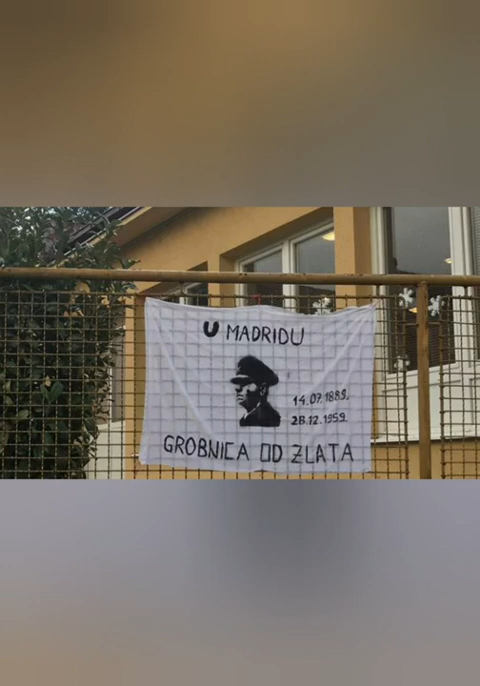 U MADRIDU
14.07.1889.
28.12.1959.
GROBNICA OD ZLATA